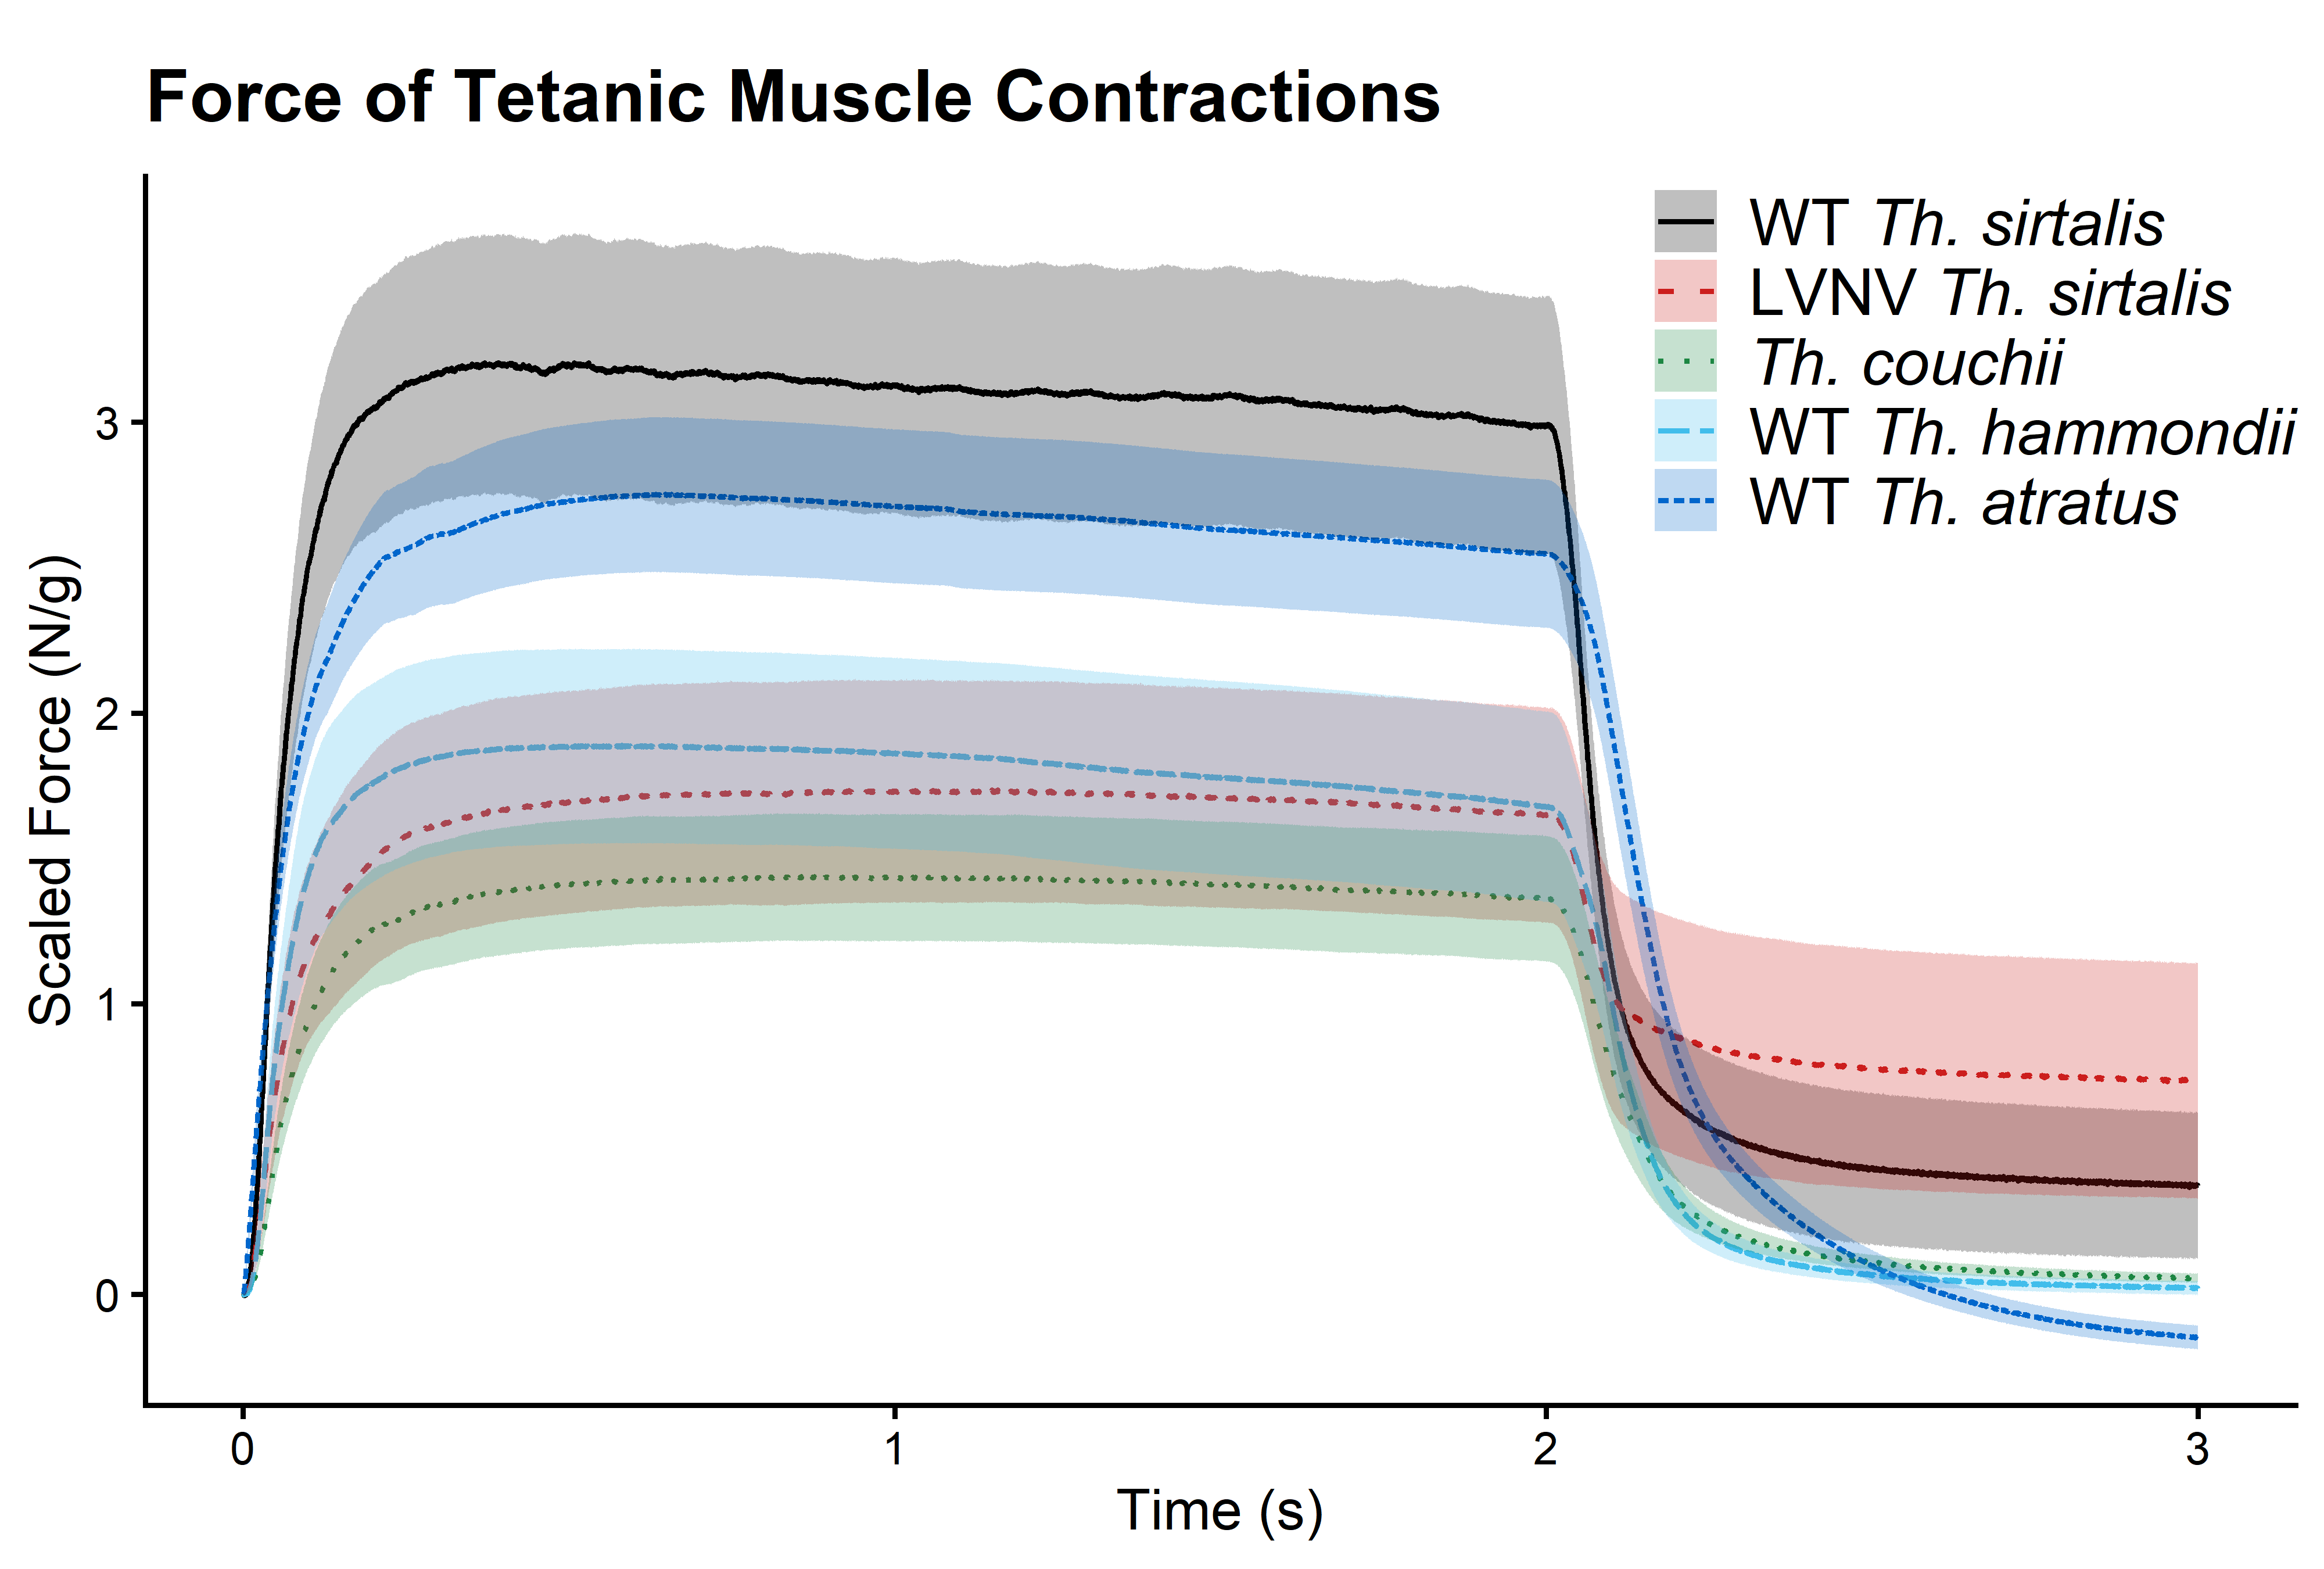 Force of Tetanic Muscle Contractions
WT Th. sirtalis
LVNV Th. sirtalis
Th. couchii
WT Th. hammondii
WT Th. atratus
Scaled Force (N/g)
3
2
1
0
0 1 2 3
Time (s)